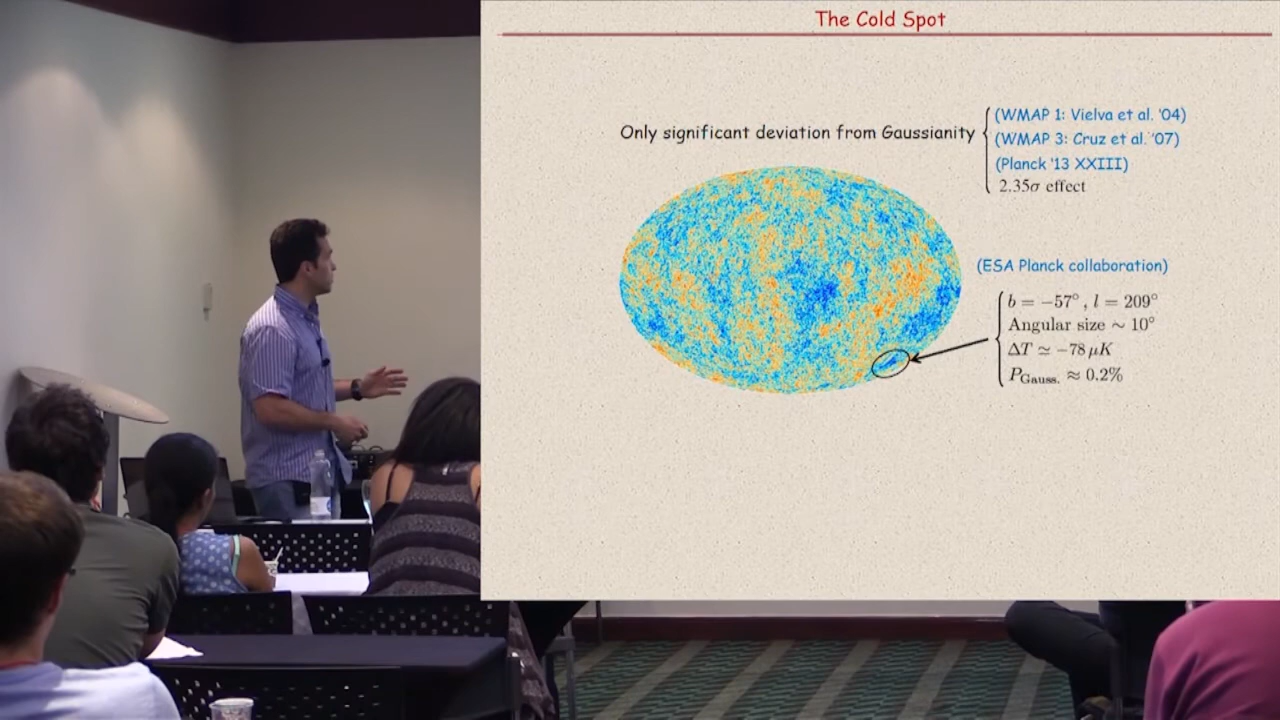 The Cold Spot
Only significant deviation from Gaussianity
(WMAP 1: Vielva et al. '04)
(WMAP 3: Cruz et al. '07)
(Planck '13 XXIII)
2.35σ effect
(ESA Planck collaboration)
b = −57°, l = 209°
Angular size ∼ 10°
ΔT ≃ −78 μK
P_Gauss. ≈ 0.2%